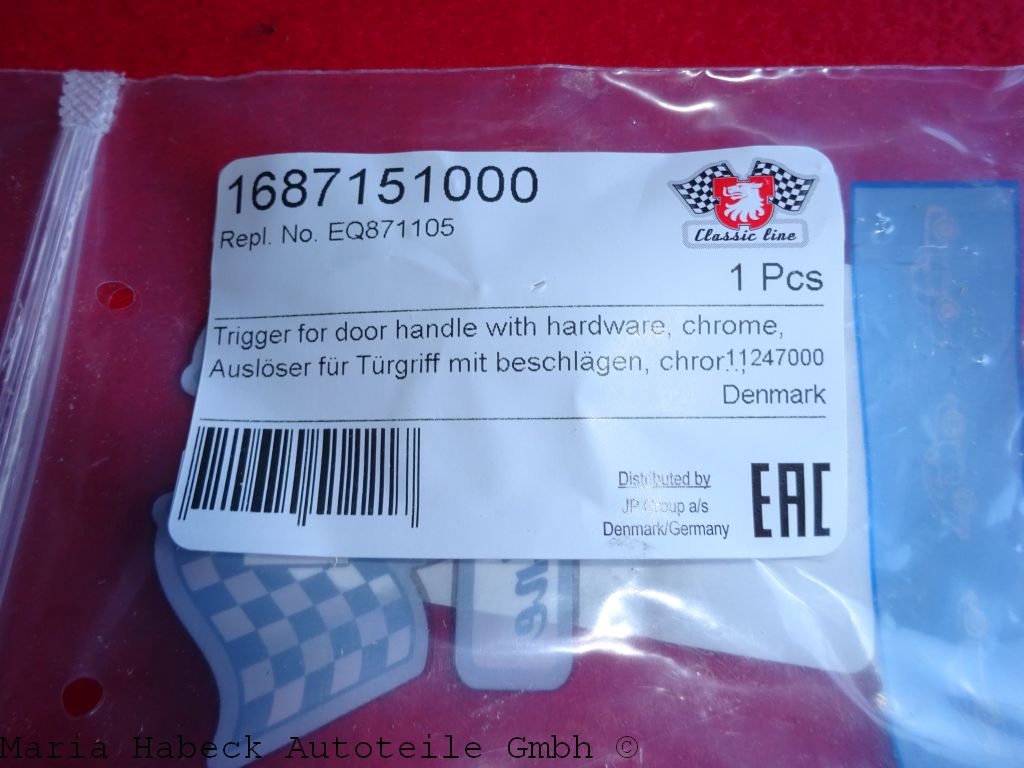 1687151000
Repl. No. EQ871105
Classic line
1 Pcs
Trigger for door handle with hardware, chrome,
Auslöser für Türgriff mit beschlägen, chror
11247000
Denmark
Distributed by
JP Group a/s
Denmark/Germany
EAC
Maria Habeck Autoteile Gmbh ©